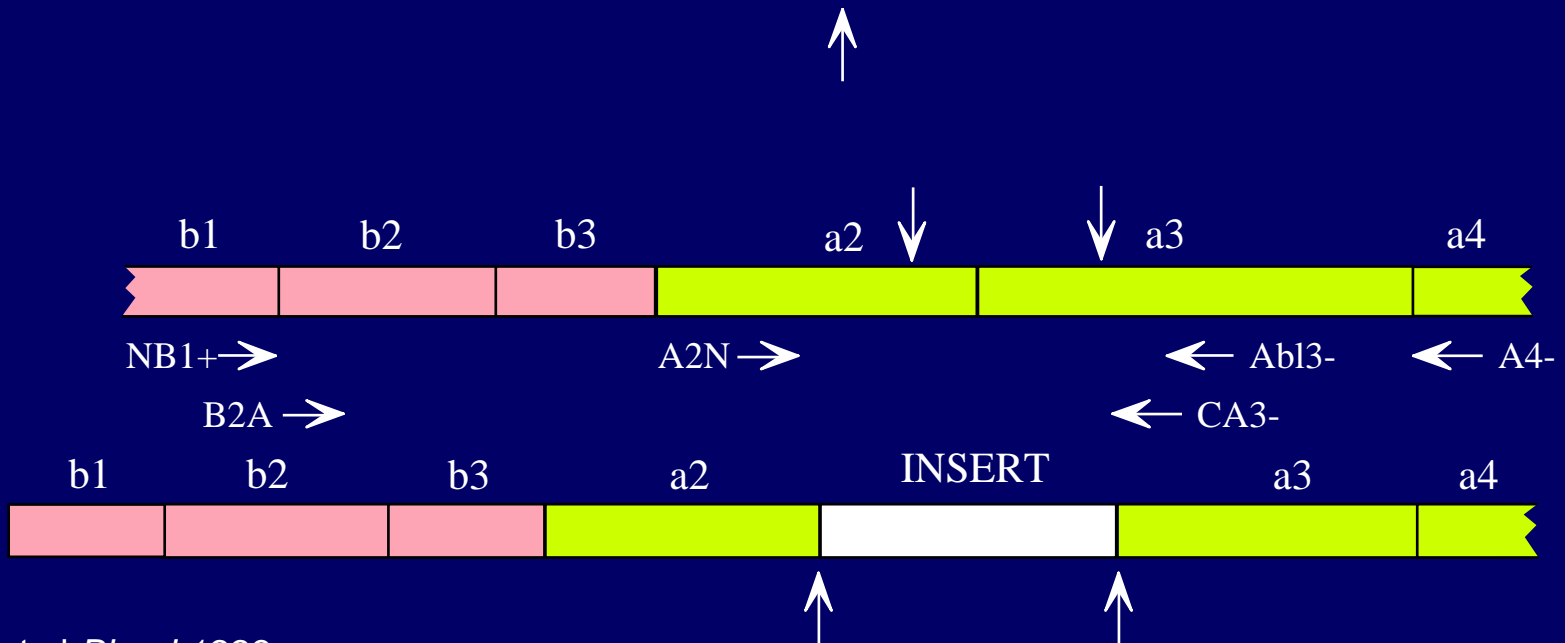 b1 b2 b3 a2 a3 a4
NB1+ A2N Abl3- A4-
B2A CA3-
b1 b2 b3 a2 INSERT a3 a4